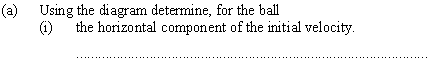 (a) Using the diagram determine, for the ball
(i) the horizontal component of the initial velocity.
................................................................................................